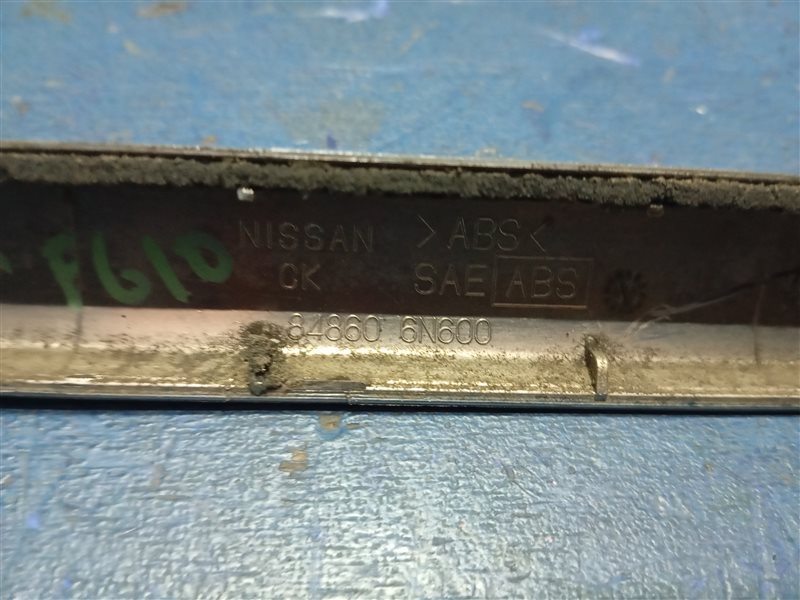 NISSAN >ABS<
CK SAE ABS
84860 6N600
F610